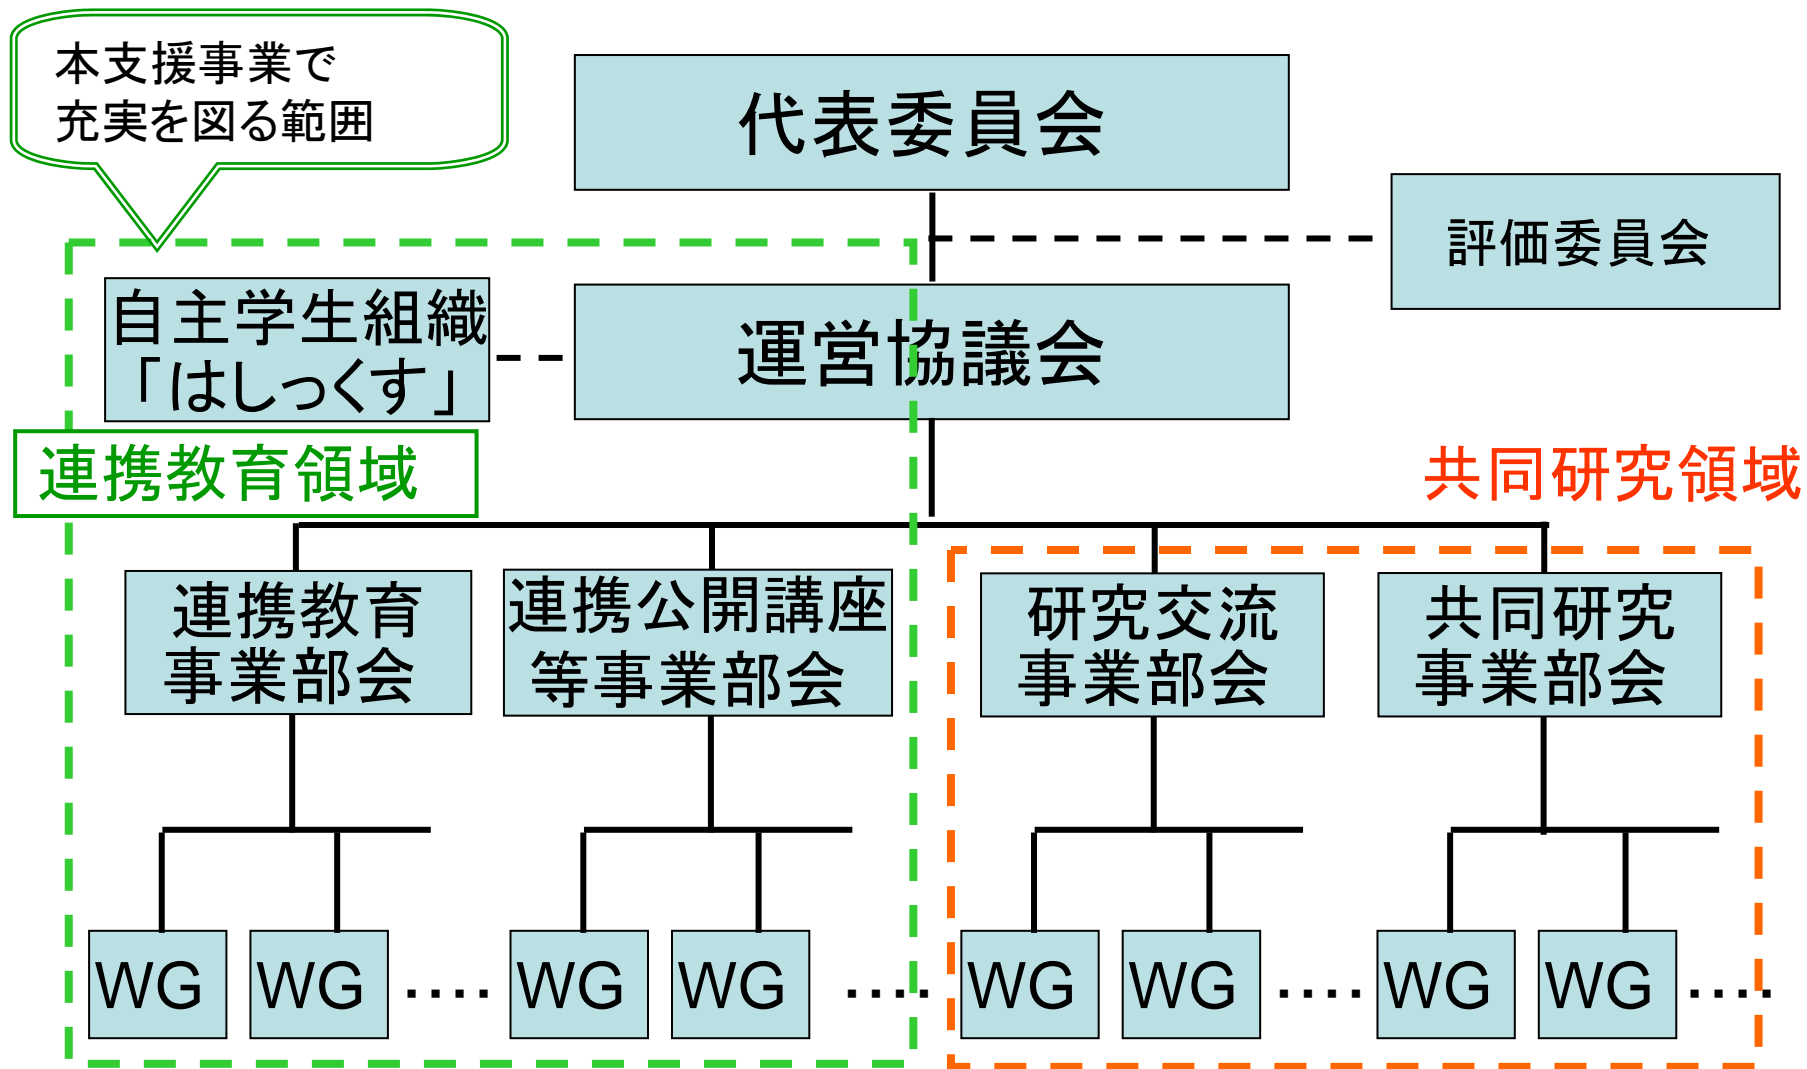 本支援事業で
充実を図る範囲
代表委員会
評価委員会
自主学生組織
「はしっくす」
運営協議会
連携教育領域
共同研究領域
連携教育
事業部会
連携公開講座
等事業部会
研究交流
事業部会
共同研究
事業部会
WG WG ‥‥ WG WG ‥‥ WG WG ‥‥ WG WG ‥‥